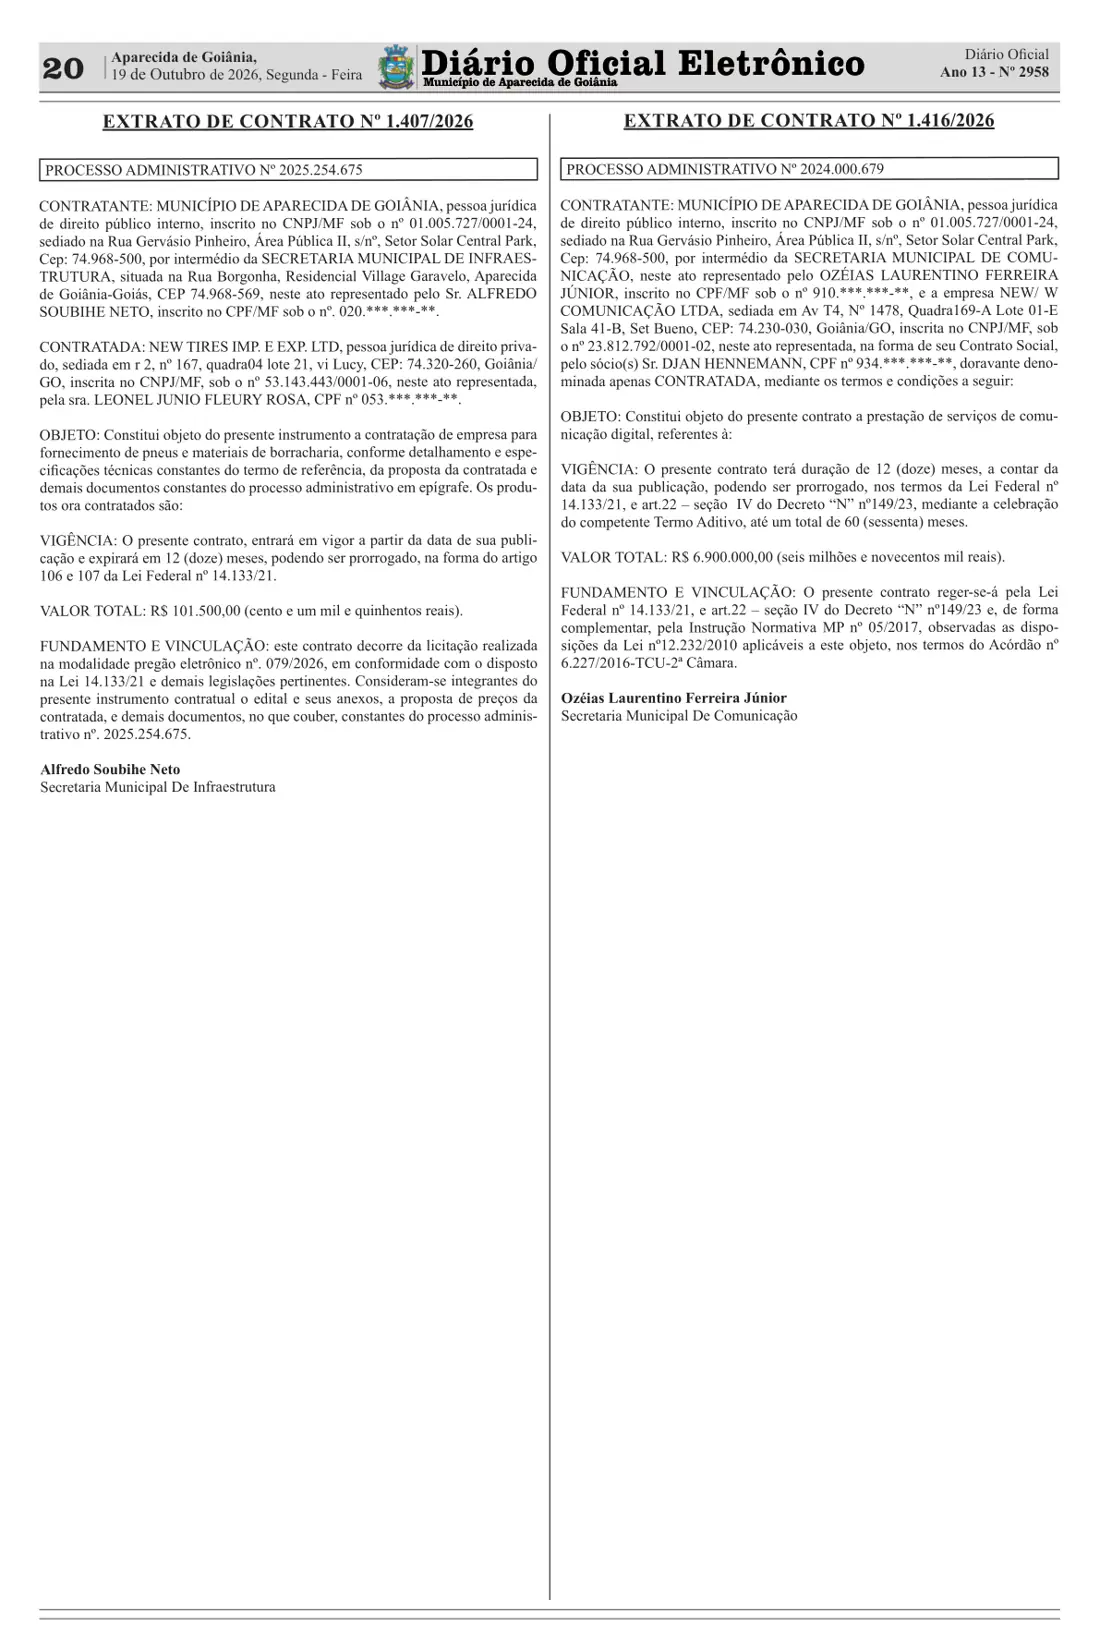 20
Aparecida de Goiânia,
19 de Outubro de 2026, Segunda - Feira
Diário Oficial Eletrônico
Município de Aparecida de Goiânia
Diário Oficial
Ano 13 - Nº 2958
EXTRATO DE CONTRATO Nº 1.407/2026
PROCESSO ADMINISTRATIVO Nº 2025.254.675
CONTRATANTE: MUNICÍPIO DE APARECIDA DE GOIÂNIA, pessoa jurídica
de direito público interno, inscrito no CNPJ/MF sob o nº 01.005.727/0001-24,
sediado na Rua Gervásio Pinheiro, Área Pública II, s/nº, Setor Solar Central Park,
Cep: 74.968-500, por intermédio da SECRETARIA MUNICIPAL DE INFRAES-
TRUTURA, situada na Rua Borgonha, Residencial Village Garavelo, Aparecida
de Goiânia-Goiás, CEP 74.968-569, neste ato representado pelo Sr. ALFREDO
SOUBIHE NETO, inscrito no CPF/MF sob o nº. 020.***.***-**.
CONTRATADA: NEW TIRES IMP. E EXP. LTD, pessoa jurídica de direito priva-
do, sediada em r 2, nº 167, quadra04 lote 21, vi Lucy, CEP: 74.320-260, Goiânia/
GO, inscrita no CNPJ/MF, sob o nº 53.143.443/0001-06, neste ato representada,
pela sra. LEONEL JUNIO FLEURY ROSA, CPF nº 053.***.***-**.
OBJETO: Constitui objeto do presente instrumento a contratação de empresa para
fornecimento de pneus e materiais de borracharia, conforme detalhamento e espe-
cificações técnicas constantes do termo de referência, da proposta da contratada e
demais documentos constantes do processo administrativo em epígrafe. Os produ-
tos ora contratados são:
VIGÊNCIA: O presente contrato, entrará em vigor a partir da data de sua publi-
cação e expirará em 12 (doze) meses, podendo ser prorrogado, na forma do artigo
106 e 107 da Lei Federal nº 14.133/21.
VALOR TOTAL: R$ 101.500,00 (cento e um mil e quinhentos reais).
FUNDAMENTO E VINCULAÇÃO: este contrato decorre da licitação realizada
na modalidade pregão eletrônico nº. 079/2026, em conformidade com o disposto
na Lei 14.133/21 e demais legislações pertinentes. Consideram-se integrantes do
presente instrumento contratual o edital e seus anexos, a proposta de preços da
contratada, e demais documentos, no que couber, constantes do processo adminis-
trativo nº. 2025.254.675.
Alfredo Soubihe Neto
Secretaria Municipal De Infraestrutura
EXTRATO DE CONTRATO Nº 1.416/2026
PROCESSO ADMINISTRATIVO Nº 2024.000.679
CONTRATANTE: MUNICÍPIO DE APARECIDA DE GOIÂNIA, pessoa jurídica
de direito público interno, inscrito no CNPJ/MF sob o nº 01.005.727/0001-24,
sediado na Rua Gervásio Pinheiro, Área Pública II, s/nº, Setor Solar Central Park,
Cep: 74.968-500, por intermédio da SECRETARIA MUNICIPAL DE COMU-
NICAÇÃO, neste ato representado pelo OZÉIAS LAURENTINO FERREIRA
JÚNIOR, inscrito no CPF/MF sob o nº 910.***.***-**, e a empresa NEW/ W
COMUNICAÇÃO LTDA, sediada em Av T4, Nº 1478, Quadra169-A Lote 01-E
Sala 41-B, Set Bueno, CEP: 74.230-030, Goiânia/GO, inscrita no CNPJ/MF, sob
o nº 23.812.792/0001-02, neste ato representada, na forma de seu Contrato Social,
pelo sócio(s) Sr. DJAN HENNEMANN, CPF nº 934.***.***-**, doravante deno-
minada apenas CONTRATADA, mediante os termos e condições a seguir:
OBJETO: Constitui objeto do presente contrato a prestação de serviços de comu-
nicação digital, referentes à:
VIGÊNCIA: O presente contrato terá duração de 12 (doze) meses, a contar da
data da sua publicação, podendo ser prorrogado, nos termos da Lei Federal nº
14.133/21, e art.22 – seção IV do Decreto “N” nº149/23, mediante a celebração
do competente Termo Aditivo, até um total de 60 (sessenta) meses.
VALOR TOTAL: R$ 6.900.000,00 (seis milhões e novecentos mil reais).
FUNDAMENTO E VINCULAÇÃO: O presente contrato reger-se-á pela Lei
Federal nº 14.133/21, e art.22 – seção IV do Decreto “N” nº149/23 e, de forma
complementar, pela Instrução Normativa MP nº 05/2017, observadas as dispo-
sições da Lei nº12.232/2010 aplicáveis a este objeto, nos termos do Acórdão nº
6.227/2016-TCU-2ª Câmara.
Ozéias Laurentino Ferreira Júnior
Secretaria Municipal De Comunicação